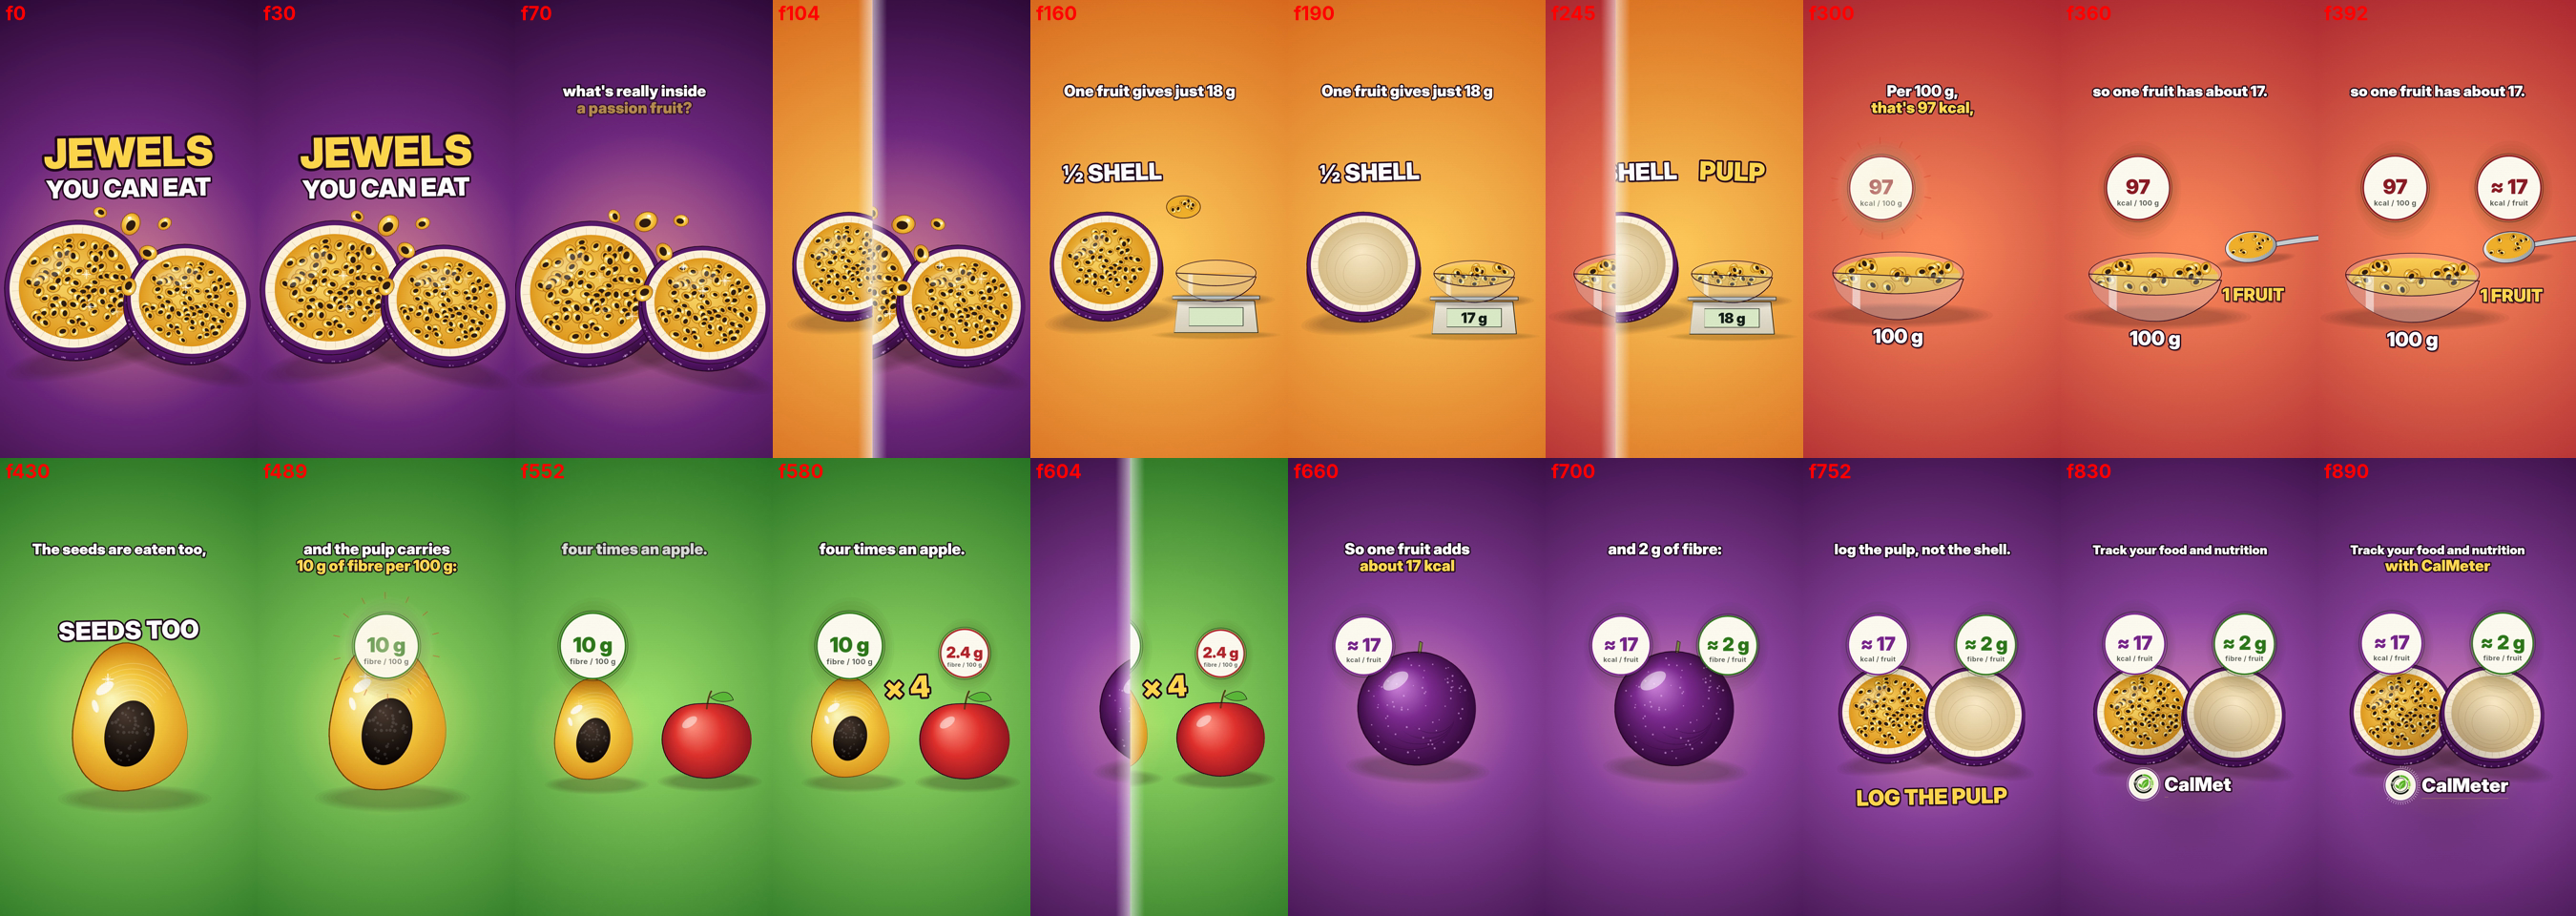 f0
JEWELS
YOU CAN EAT
f30
JEWELS
YOU CAN EAT
f70
what's really inside
a passion fruit?
f104
f160
One fruit gives just 18 g
½ SHELL
f190
One fruit gives just 18 g
½ SHELL
17 g
f245
SHELL PULP
18 g
f300
Per 100 g,
that's 97 kcal,
97
kcal / 100 g
100 g
f360
so one fruit has about 17.
97
kcal / 100 g
1 FRUIT
100 g
f392
so one fruit has about 17.
97
kcal / 100 g
≈ 17
kcal / fruit
1 FRUIT
100 g
f430
The seeds are eaten too,
SEEDS TOO
f489
and the pulp carries
10 g of fibre per 100 g:
10 g
fibre / 100 g
f552
four times an apple.
10 g
fibre / 100 g
f580
four times an apple.
10 g
fibre / 100 g
2.4 g
fibre / 100 g
× 4
f604
2.4 g
fibre / 100 g
× 4
f660
So one fruit adds
about 17 kcal
≈ 17
kcal / fruit
f700
and 2 g of fibre:
≈ 17
kcal / fruit
≈ 2 g
fibre / fruit
f752
log the pulp, not the shell.
≈ 17
kcal / fruit
≈ 2 g
fibre / fruit
LOG THE PULP
f830
Track your food and nutrition
≈ 17
kcal / fruit
≈ 2 g
fibre / fruit
CalMet
f890
Track your food and nutrition
with CalMeter
≈ 17
kcal / fruit
≈ 2 g
fibre / fruit
CalMeter